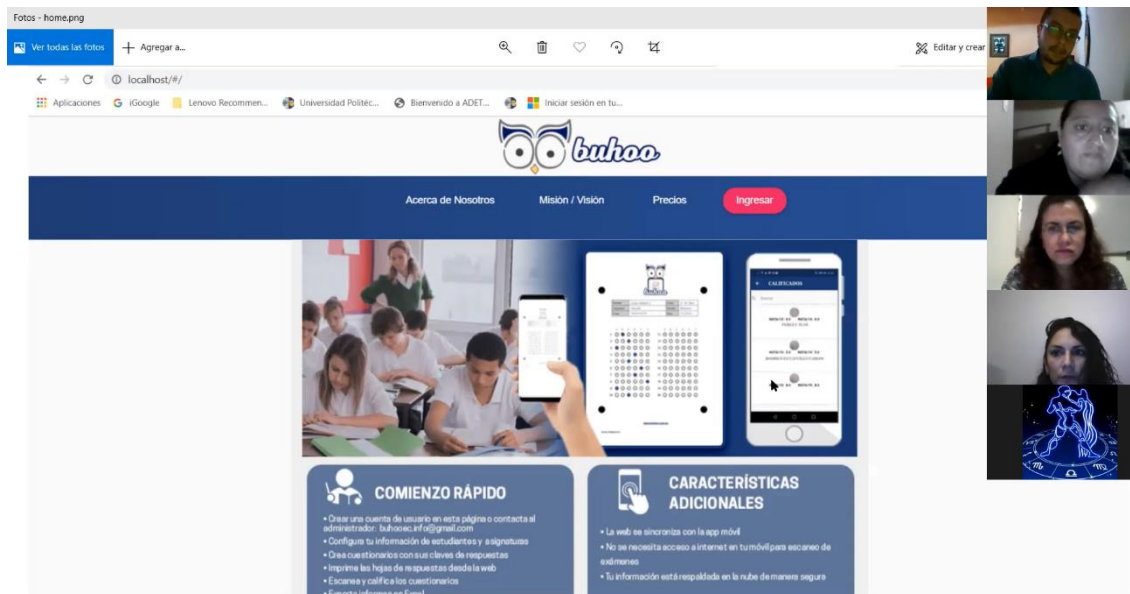 Fotos - home.png
Ver todas las fotos
Agregar a...
Editar y crear
localhost/#/
Aplicaciones
iGoogle
Lenovo Recommen...
Universidad Politéc...
Bienvenido a ADET...
Iniciar sesión en tu...
buhoo
Acerca de Nosotros
Misión / Visión
Precios
Ingresar
CALIFICADOS
COMIENZO RÁPIDO
• Crear una cuenta de usuario en esta página o contacta al
administrador: buhooec.info@gmail.com
• Configura tu información de estudiantes y asignaturas
• Crea cuestionarios con sus claves de respuestas
• Imprime las hojas de respuestas desde la web
• Escanea y califica los cuestionarios
• Exporta informes en Excel
CARACTERÍSTICAS
ADICIONALES
• La web se sincroniza con la app móvil
• No se necesita acceso a internet en tu móvil para escaneo de
exámenes
• Tu información está respaldada en la nube de manera segura